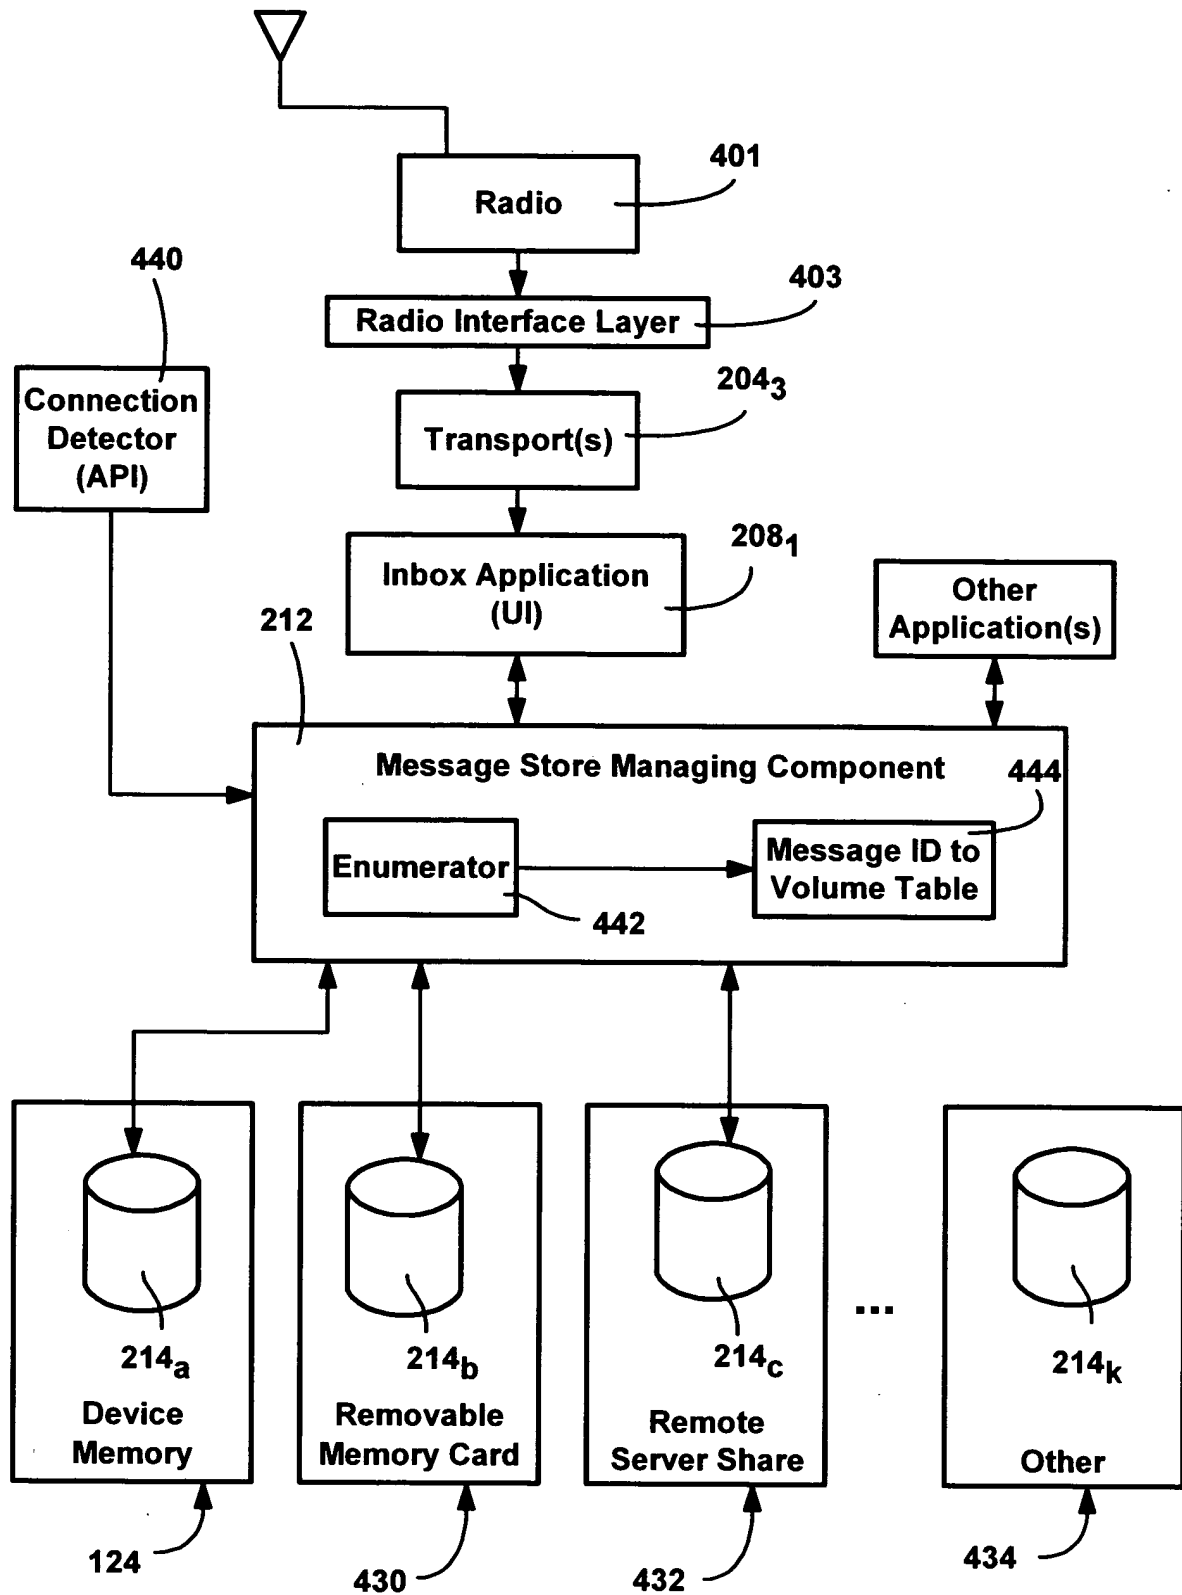 401
Radio
440
403
Radio Interface Layer
204₃
Connection
Detector
(API)
Transport(s)
208₁
Inbox Application
(UI)
Other
Application(s)
212
Message Store Managing Component
444
Enumerator
Message ID to
Volume Table
442
...
214ₐ
214b
214c
214ₖ
Device
Memory
Removable
Memory Card
Remote
Server Share
Other
124
430
432
434